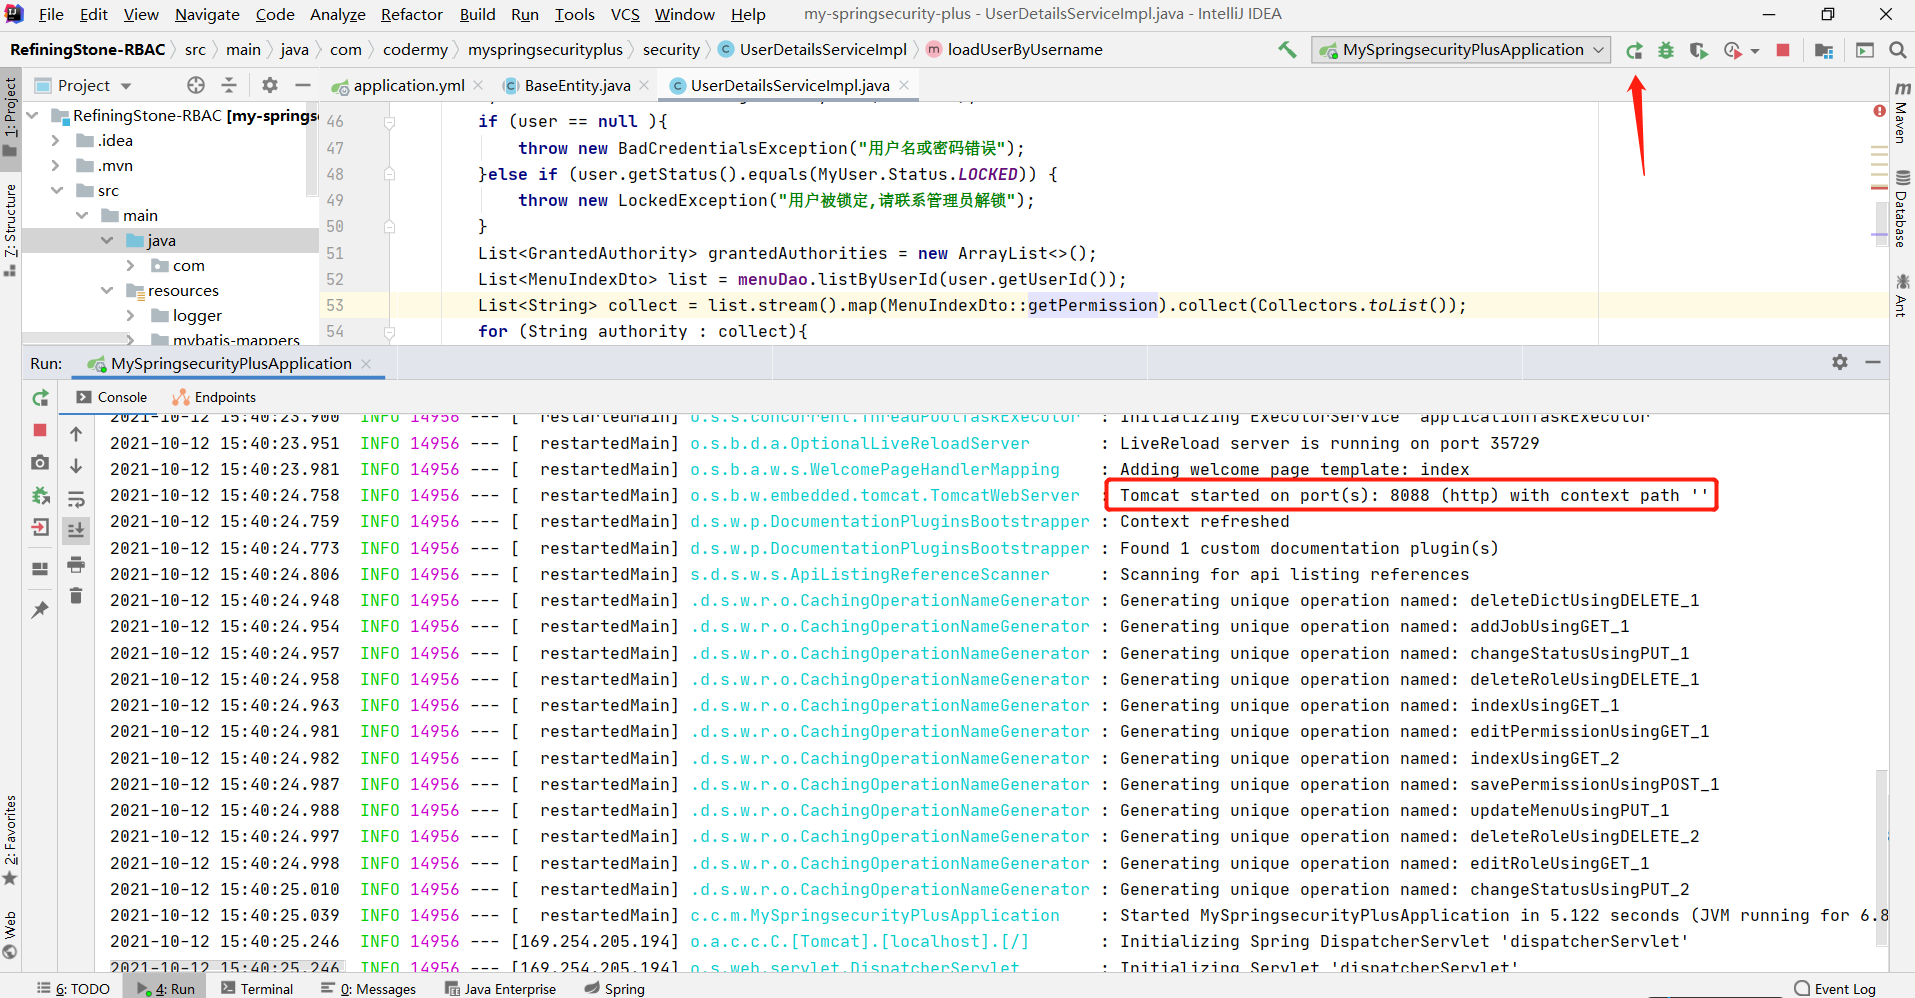 File Edit View Navigate Code Analyze Refactor Build Run Tools VCS Window Help my-springsecurity-plus - UserDetailsServiceImpl.java - IntelliJ IDEA
RefiningStone-RBAC src main java com codermy myspringsecurityplus security UserDetailsServiceImpl loadUserByUsername MySpringsecurityPlusApplication
Project application.yml BaseEntity.java UserDetailsServiceImpl.java
1: Project
Z: Structure
2: Favorites
Web
Maven
Database
Ant
RefiningStone-RBAC [my-springs
.idea
.mvn
src
main
java
com
resources
logger
mybatis-mappers
46 if (user == null ){
47 throw new BadCredentialsException("用户名或密码错误");
48 }else if (user.getStatus().equals(MyUser.Status.LOCKED)) {
49 throw new LockedException("用户被锁定,请联系管理员解锁");
50 }
51 List<GrantedAuthority> grantedAuthorities = new ArrayList<>();
52 List<MenuIndexDto> list = menuDao.listByUserId(user.getUserId());
53 List<String> collect = list.stream().map(MenuIndexDto::getPermission).collect(Collectors.toList());
54 for (String authority : collect){
Run: MySpringsecurityPlusApplication
Console Endpoints
2021-10-12 15:40:23.900 INFO 14956 --- [ restartedMain] o.s.s.concurrent.ThreadPoolTaskExecutor : Initializing ExecutorService 'applicationTaskExecutor'
2021-10-12 15:40:23.951 INFO 14956 --- [ restartedMain] o.s.b.d.a.OptionalLiveReloadServer : LiveReload server is running on port 35729
2021-10-12 15:40:23.981 INFO 14956 --- [ restartedMain] o.s.b.a.w.s.WelcomePageHandlerMapping : Adding welcome page template: index
2021-10-12 15:40:24.758 INFO 14956 --- [ restartedMain] o.s.b.w.embedded.tomcat.TomcatWebServer : Tomcat started on port(s): 8088 (http) with context path ''
2021-10-12 15:40:24.759 INFO 14956 --- [ restartedMain] d.s.w.p.DocumentationPluginsBootstrapper : Context refreshed
2021-10-12 15:40:24.773 INFO 14956 --- [ restartedMain] d.s.w.p.DocumentationPluginsBootstrapper : Found 1 custom documentation plugin(s)
2021-10-12 15:40:24.806 INFO 14956 --- [ restartedMain] s.d.s.w.s.ApiListingReferenceScanner : Scanning for api listing references
2021-10-12 15:40:24.948 INFO 14956 --- [ restartedMain] .d.s.w.r.o.CachingOperationNameGenerator : Generating unique operation named: deleteDictUsingDELETE_1
2021-10-12 15:40:24.954 INFO 14956 --- [ restartedMain] .d.s.w.r.o.CachingOperationNameGenerator : Generating unique operation named: addJobUsingGET_1
2021-10-12 15:40:24.957 INFO 14956 --- [ restartedMain] .d.s.w.r.o.CachingOperationNameGenerator : Generating unique operation named: changeStatusUsingPUT_1
2021-10-12 15:40:24.958 INFO 14956 --- [ restartedMain] .d.s.w.r.o.CachingOperationNameGenerator : Generating unique operation named: deleteRoleUsingDELETE_1
2021-10-12 15:40:24.963 INFO 14956 --- [ restartedMain] .d.s.w.r.o.CachingOperationNameGenerator : Generating unique operation named: indexUsingGET_1
2021-10-12 15:40:24.981 INFO 14956 --- [ restartedMain] .d.s.w.r.o.CachingOperationNameGenerator : Generating unique operation named: editPermissionUsingGET_1
2021-10-12 15:40:24.982 INFO 14956 --- [ restartedMain] .d.s.w.r.o.CachingOperationNameGenerator : Generating unique operation named: indexUsingGET_2
2021-10-12 15:40:24.987 INFO 14956 --- [ restartedMain] .d.s.w.r.o.CachingOperationNameGenerator : Generating unique operation named: savePermissionUsingPOST_1
2021-10-12 15:40:24.988 INFO 14956 --- [ restartedMain] .d.s.w.r.o.CachingOperationNameGenerator : Generating unique operation named: updateMenuUsingPUT_1
2021-10-12 15:40:24.997 INFO 14956 --- [ restartedMain] .d.s.w.r.o.CachingOperationNameGenerator : Generating unique operation named: deleteRoleUsingDELETE_2
2021-10-12 15:40:24.998 INFO 14956 --- [ restartedMain] .d.s.w.r.o.CachingOperationNameGenerator : Generating unique operation named: editRoleUsingGET_1
2021-10-12 15:40:25.010 INFO 14956 --- [ restartedMain] .d.s.w.r.o.CachingOperationNameGenerator : Generating unique operation named: changeStatusUsingPUT_2
2021-10-12 15:40:25.039 INFO 14956 --- [ restartedMain] c.c.m.MySpringsecurityPlusApplication : Started MySpringsecurityPlusApplication in 5.122 seconds (JVM running for 6.8
2021-10-12 15:40:25.246 INFO 14956 --- [169.254.205.194] o.a.c.c.C.[Tomcat].[localhost].[/] : Initializing Spring DispatcherServlet 'dispatcherServlet'
2021-10-12 15:40:25.246 INFO 14956 --- [169.254.205.194] o.s.web.servlet.DispatcherServlet : Initializing Servlet 'dispatcherServlet'
6: TODO 4: Run Terminal 0: Messages Java Enterprise Spring Event Log